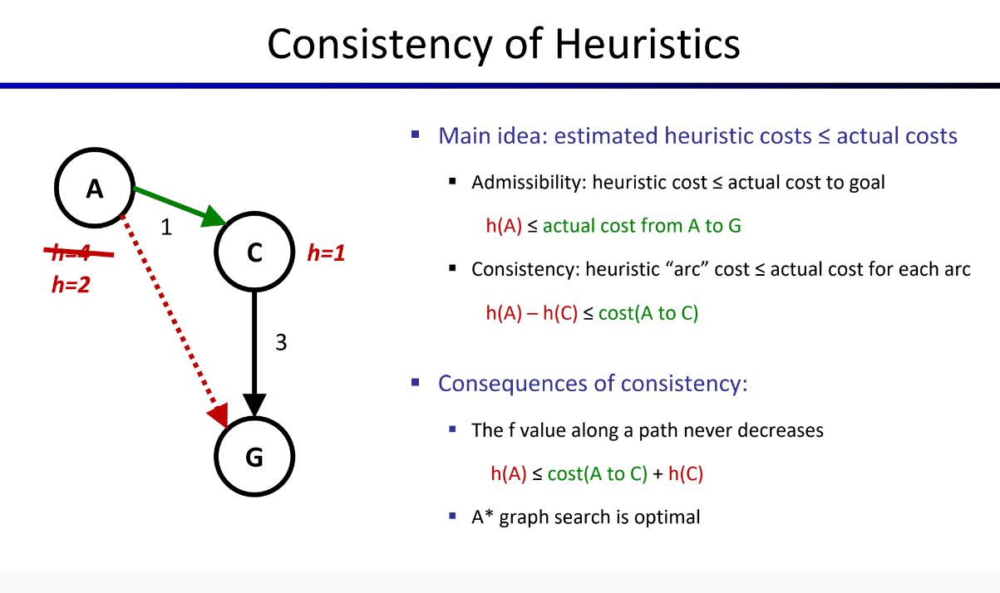 Consistency of Heuristics
A
1
C
h=4
h=1
h=2
3
G
▪ Main idea: estimated heuristic costs ≤ actual costs
▪ Admissibility: heuristic cost ≤ actual cost to goal
h(A) ≤ actual cost from A to G
▪ Consistency: heuristic “arc” cost ≤ actual cost for each arc
h(A) – h(C) ≤ cost(A to C)
▪ Consequences of consistency:
▪ The f value along a path never decreases
h(A) ≤ cost(A to C) + h(C)
▪ A* graph search is optimal